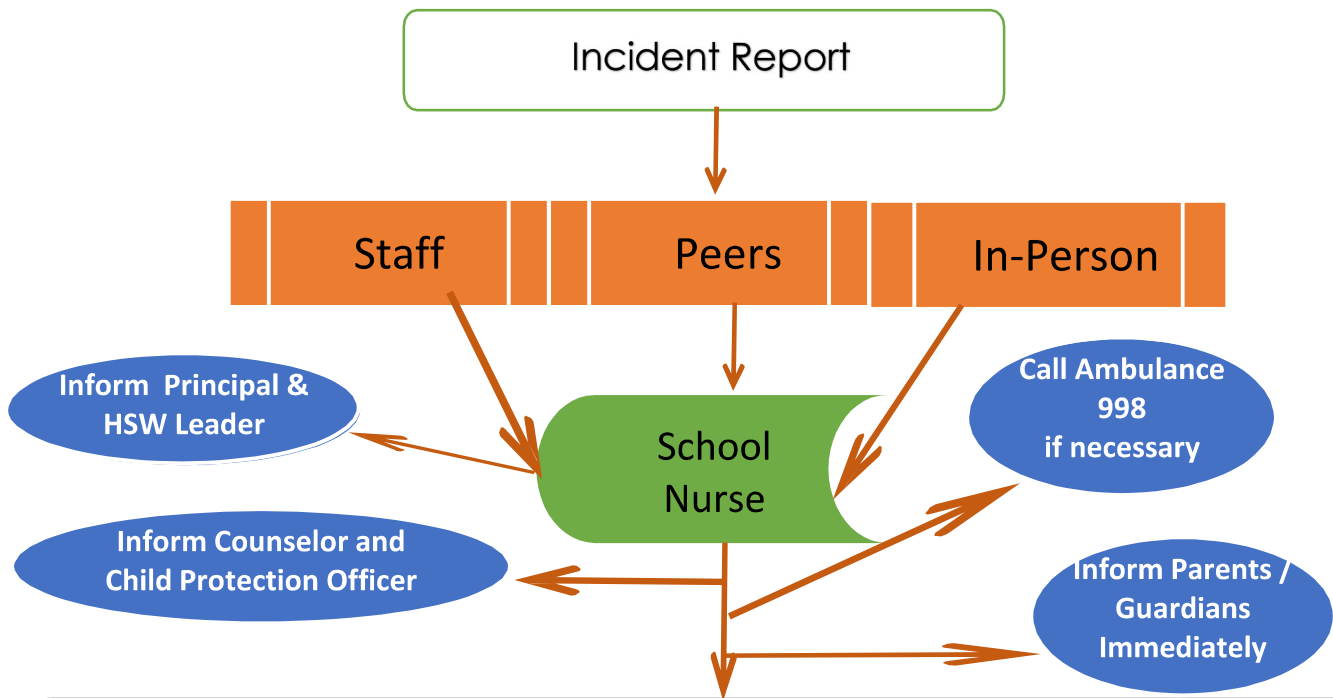 Incident Report
Staff
Peers
In-Person
Inform Principal &
HSW Leader
Call Ambulance
998
if necessary
School
Nurse
Inform Counselor and
Child Protection Officer
Inform Parents /
Guardians
Immediately